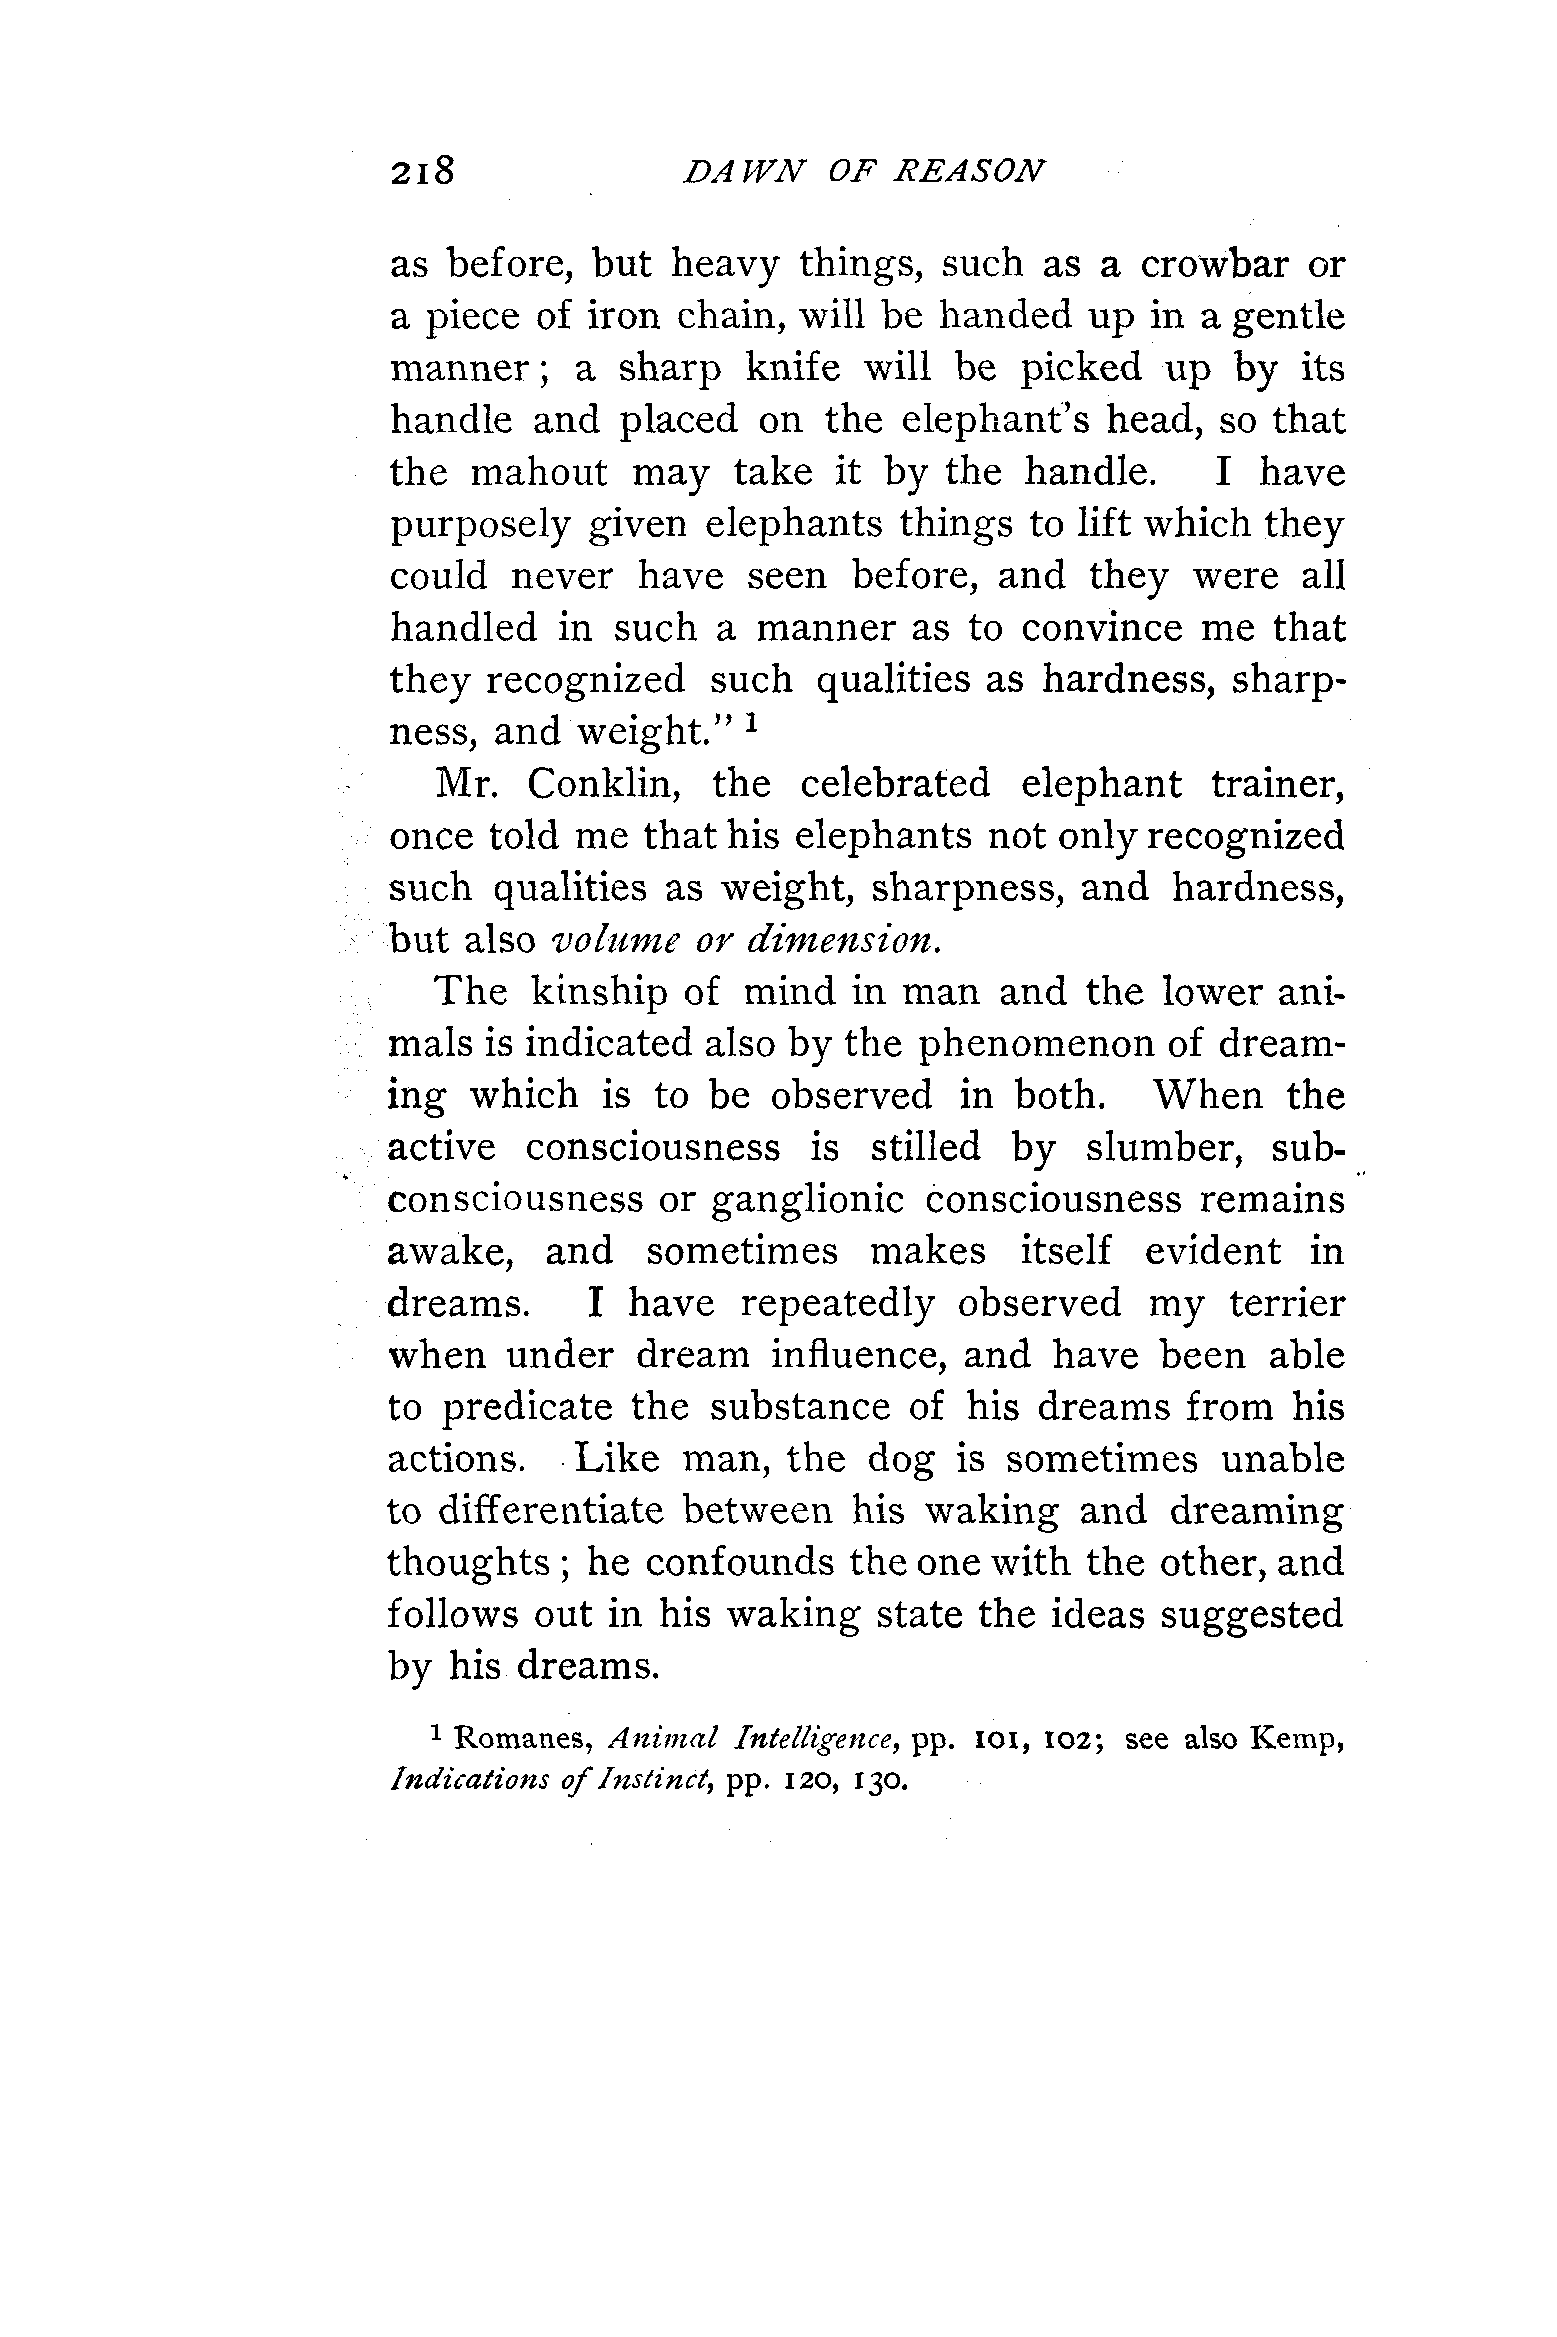 218 DAWN OF REASON
as before, but heavy things, such as a crowbar or
a piece of iron chain, will be handed up in a gentle
manner; a sharp knife will be picked up by its
handle and placed on the elephant's head, so that
the mahout may take it by the handle. I have
purposely given elephants things to lift which they
could never have seen before, and they were all
handled in such a manner as to convince me that
they recognized such qualities as hardness, sharp-
ness, and weight." 1
Mr. Conklin, the celebrated elephant trainer,
once told me that his elephants not only recognized
such qualities as weight, sharpness, and hardness,
but also volume or dimension.
The kinship of mind in man and the lower ani-
mals is indicated also by the phenomenon of dream-
ing which is to be observed in both. When the
active consciousness is stilled by slumber, sub-
consciousness or ganglionic consciousness remains
awake, and sometimes makes itself evident in
dreams. I have repeatedly observed my terrier
when under dream influence, and have been able
to predicate the substance of his dreams from his
actions. Like man, the dog is sometimes unable
to differentiate between his waking and dreaming
thoughts; he confounds the one with the other, and
follows out in his waking state the ideas suggested
by his dreams.
1 Romanes, Animal Intelligence, pp. 101, 102; see also Kemp,
Indications of Instinct, pp. 120, 130.